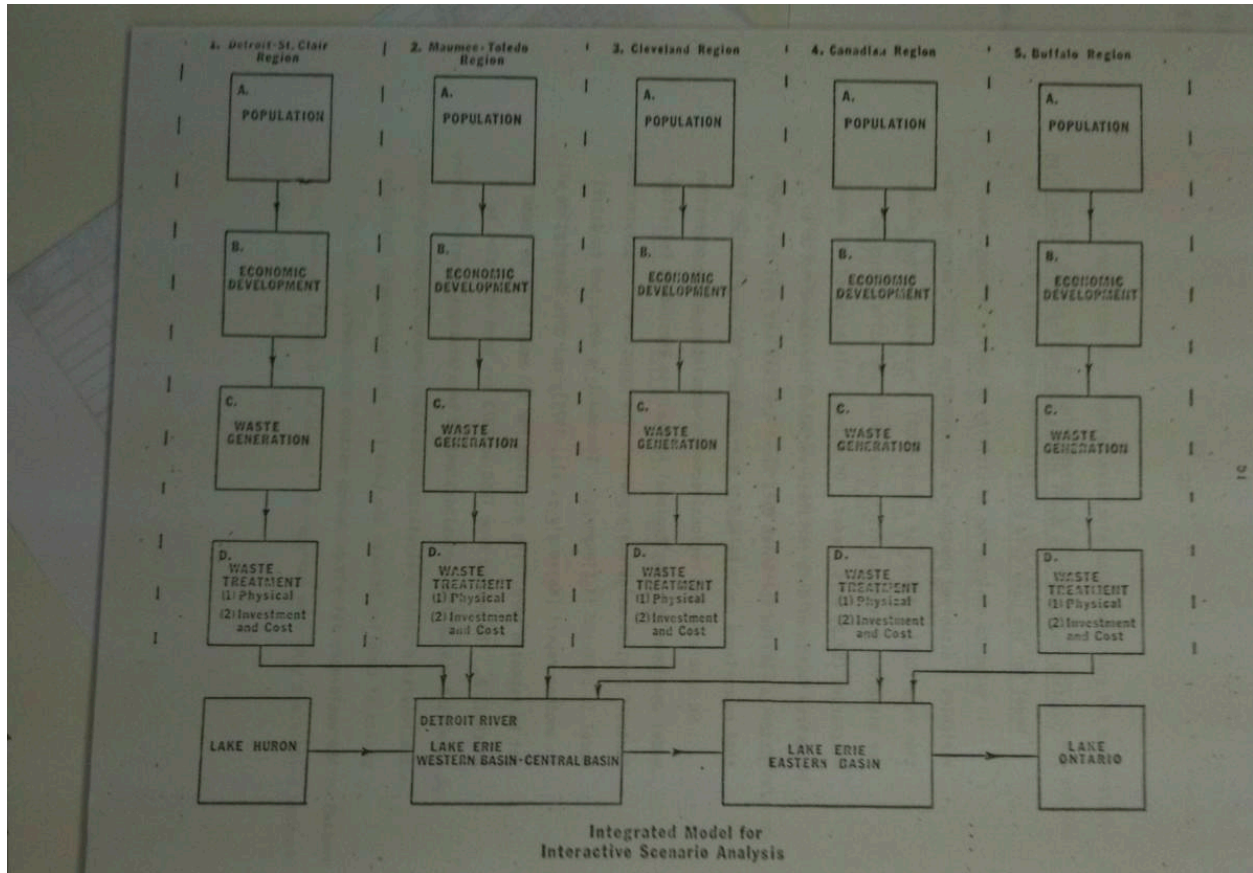 1. Detroit-St. Clair
Region
2. Maumee-Toledo
Region
3. Cleveland Region
4. Canadian Region
5. Buffalo Region
A.
POPULATION
A.
POPULATION
A.
POPULATION
A.
POPULATION
A.
POPULATION
B.
ECONOMIC
DEVELOPMENT
B.
ECONOMIC
DEVELOPMENT
B.
ECONOMIC
DEVELOPMENT
B.
ECONOMIC
DEVELOPMENT
B.
ECONOMIC
DEVELOPMENT
C.
WASTE
GENERATION
C.
WASTE
GENERATION
C.
WASTE
GENERATION
C.
WASTE
GENERATION
C.
WASTE
GENERATION
D.
WASTE
TREATMENT
(1) Physical
(2) Investment
and Cost
D.
WASTE
TREATMENT
(1) Physical
(2) Investment
and Cost
D.
WASTE
TREATMENT
(1) Physical
(2) Investment
and Cost
D.
WASTE
TREATMENT
(1) Physical
(2) Investment
and Cost
D.
WASTE
TREATMENT
(1) Physical
(2) Investment
and Cost
LAKE HURON
DETROIT RIVER
LAKE ERIE
WESTERN BASIN-CENTRAL BASIN
LAKE ERIE
EASTERN BASIN
LAKE
ONTARIO
Integrated Model for
Interactive Scenario Analysis